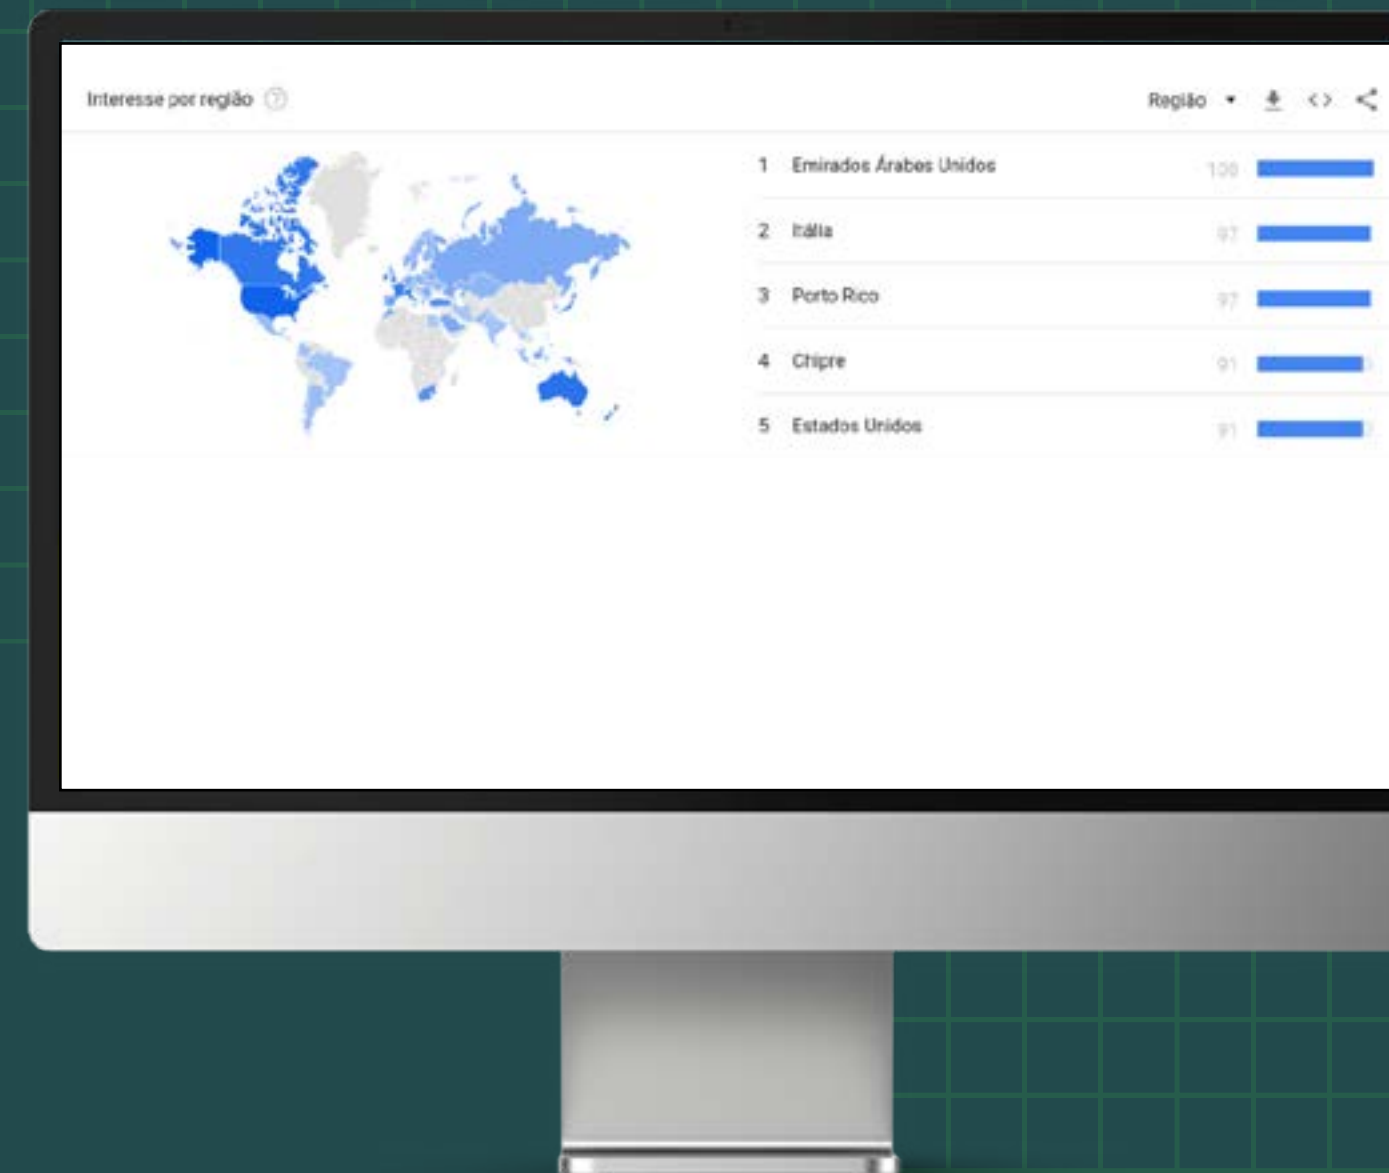 Interesse por região
Região
1 Emirados Árabes Unidos 100
2 Itália 97
3 Porto Rico 97
4 Chipre 91
5 Estados Unidos 91